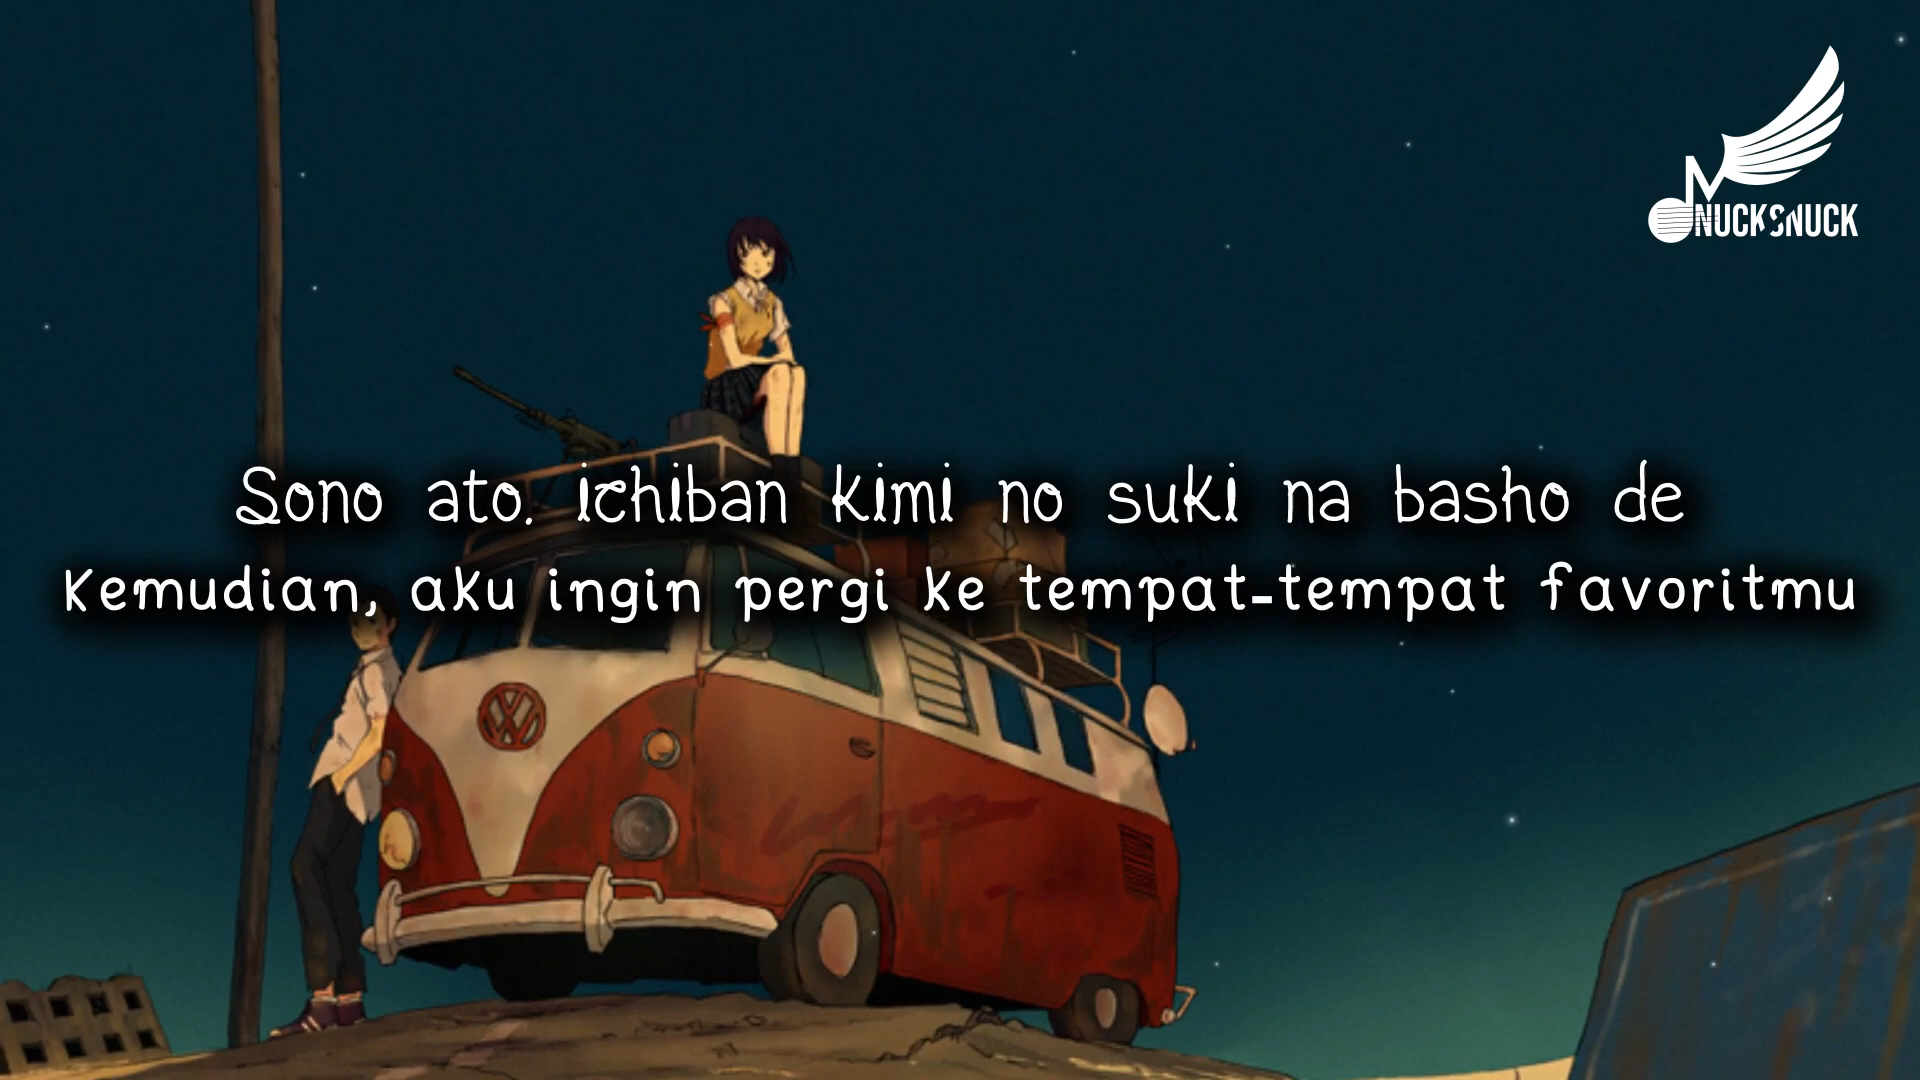 NUCKSNUCK
Sono ato. ichiban kimi no suki na basho de
Kemudian, aku ingin pergi ke tempat-tempat favoritmu